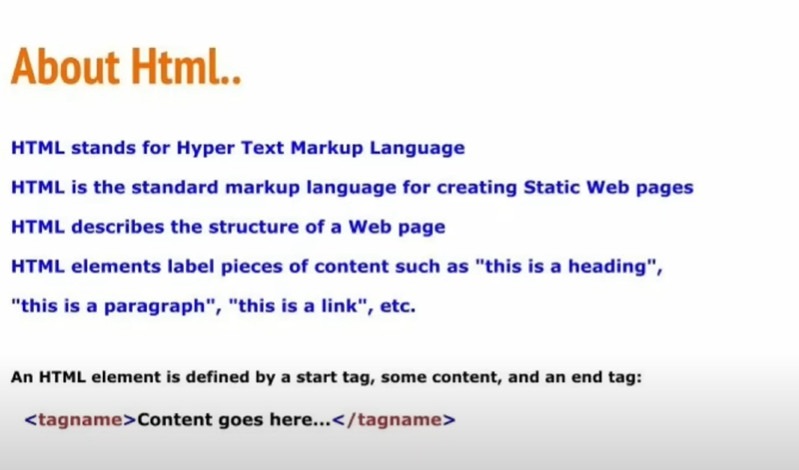 About Html..
HTML stands for Hyper Text Markup Language
HTML is the standard markup language for creating Static Web pages
HTML describes the structure of a Web page
HTML elements label pieces of content such as "this is a heading",
"this is a paragraph", "this is a link", etc.
An HTML element is defined by a start tag, some content, and an end tag:
<tagname>Content goes here...</tagname>